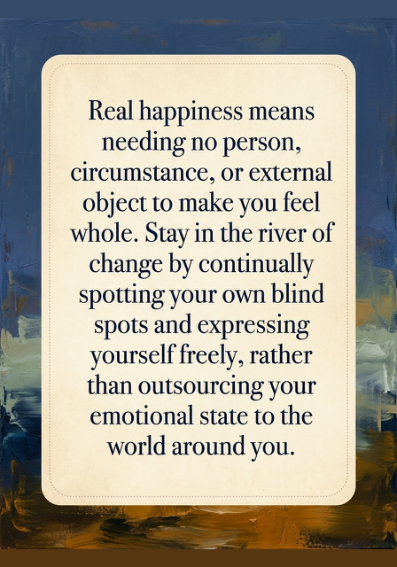 Real happiness means
needing no person,
circumstance, or external
object to make you feel
whole. Stay in the river of
change by continually
spotting your own blind
spots and expressing
yourself freely, rather
than outsourcing your
emotional state to the
world around you.